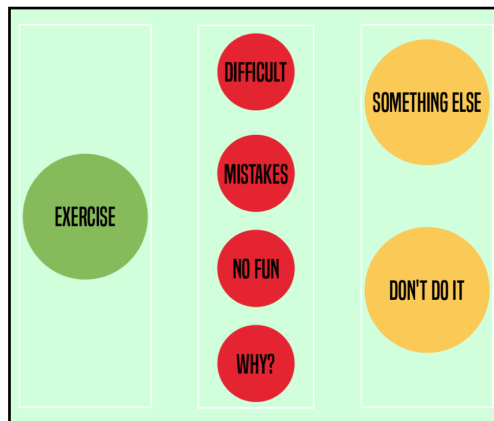 EXERCISE
DIFFICULT
MISTAKES
NO FUN
WHY?
SOMETHING ELSE
DON'T DO IT